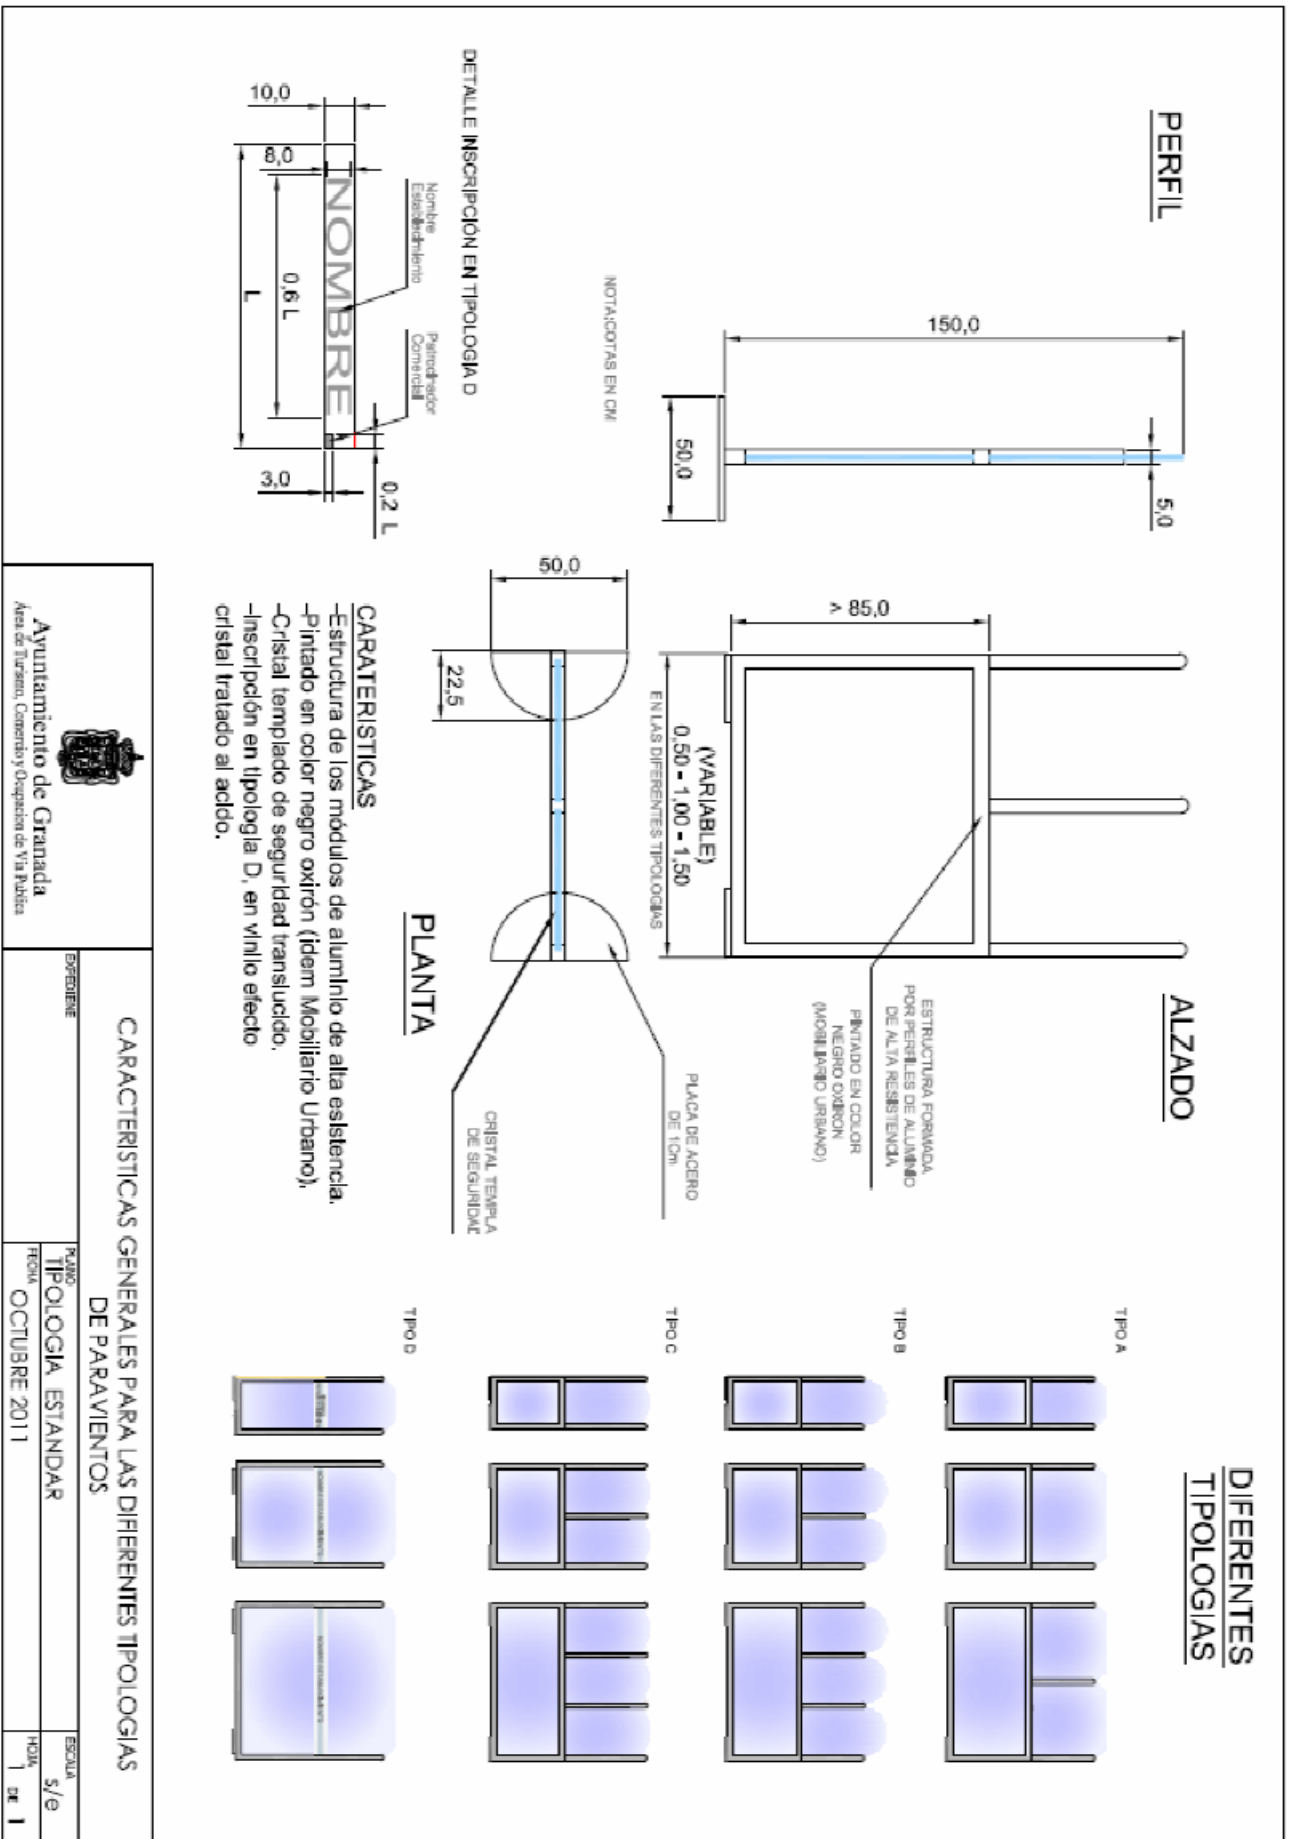 PERFIL
150,0
5,0
50,0
NOTA:COTAS EN CM
DETALLE INSCRIPCIÓN EN TIPOLOGIA D
Nombre
Establecimiento
Patrocinador
Comercial
10,0
8,0
NOMBRE
0,6 L
L
0,2 L
3,0
ALZADO
> 85,0
(VARIABLE)
0,50 - 1,00 - 1,50
EN LAS DIFERENTES TIPOLOGIAS
ESTRUCTURA FORMADA
POR PERFILES DE ALUMINIO
DE ALTA RESISTENCIA
PINTADO EN COLOR
NEGRO OXIRON
(MOBILIARIO URBANO)
50,0
22,5
PLANTA
PLACA DE ACERO
DE 1Cm
CRISTAL TEMPLA
DE SEGURIDAD
CARATERISTICAS
-Estructura de los módulos de aluminio de alta esistencia.
-Pintado en color negro oxirón (idem Mobiliario Urbano).
-Cristal templado de seguridad translucido.
-Inscripción en tipologia D, en vinilo efecto
cristal tratado al acido.
DIFERENTES
TIPOLOGIAS
TIPO A
TIPO B
TIPO C
TIPO D
Ayuntamiento de Granada
Área de Turismo, Comercio y Ocupacion de Via Publica
CARACTERISTICAS GENERALES PARA LAS DIFIERENTES TIPOLOGIAS
DE PARAVIENTOS.
EXPEDIENE
PLANO:
TIPOLOGIA ESTANDAR
ESCALA
s/e
FECHA OCTUBRE 2011
HOJA 1 DE 1